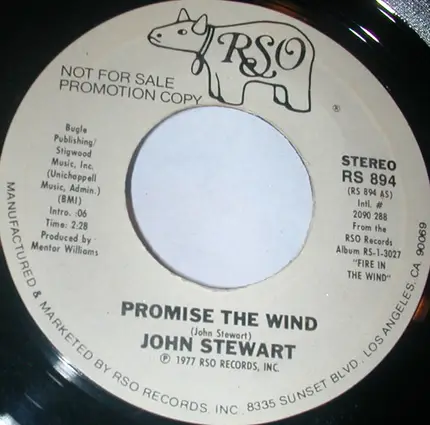 RSO
®
NOT FOR SALE
PROMOTION COPY
Bugle
Publishing/
Stigwood
Music, Inc.
(Unichappell
Music, Admin.)
(BMI)
Intro. :06
Time: 2:28
Produced by
Mentor Williams
STEREO
RS 894
(RS 894 AS)
Intl. #
2090 288
From the
RSO Records
Album RS-1-3027
"FIRE IN
THE WIND"
PROMISE THE WIND
(John Stewart)
JOHN STEWART
℗ 1977 RSO RECORDS, INC.
MANUFACTURED & MARKETED BY RSO RECORDS, INC. 8335 SUNSET BLVD., LOS ANGELES, CA. 90069